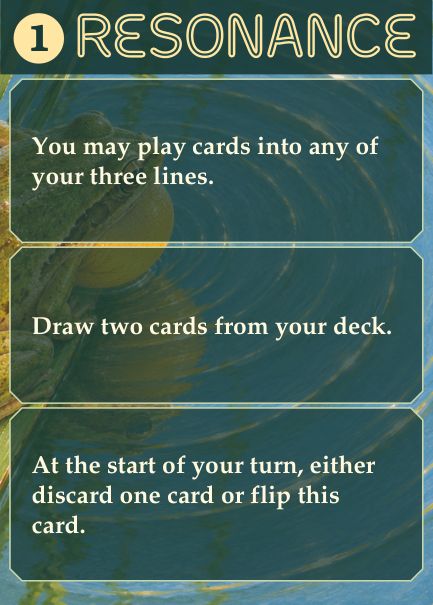 1 RESONANCE
You may play cards into any of
your three lines.
Draw two cards from your deck.
At the start of your turn, either
discard one card or flip this
card.